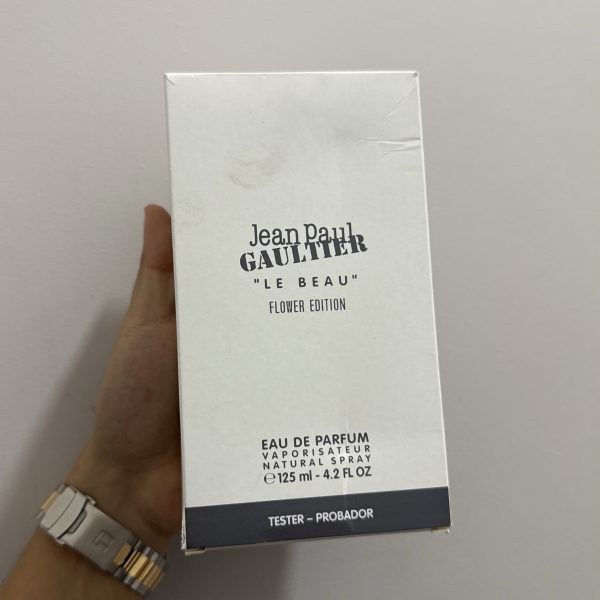 Jean Paul
GAULTIER
"LE BEAU"
FLOWER EDITION
EAU DE PARFUM
VAPORISATEUR
NATURAL SPRAY
℮125 ml - 4.2 FL OZ
TESTER – PROBADOR